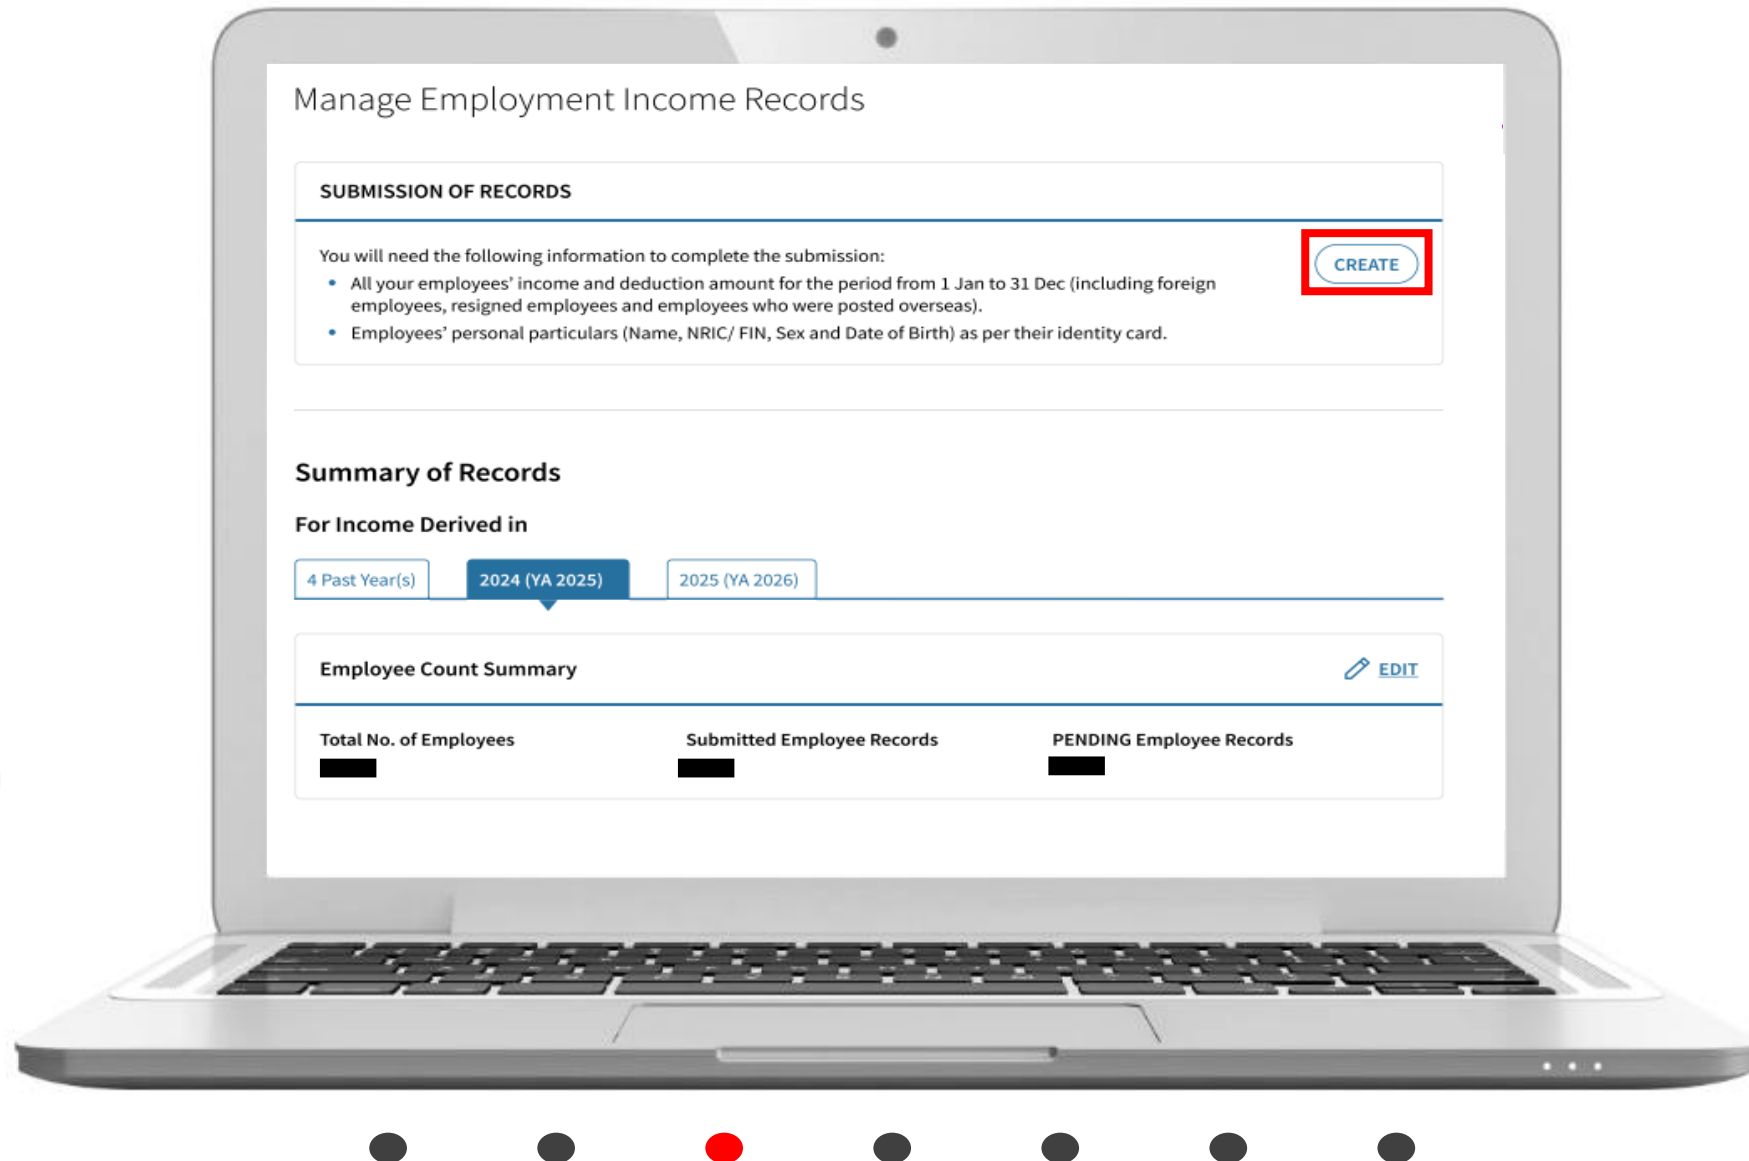 Manage Employment Income Records
SUBMISSION OF RECORDS
You will need the following information to complete the submission:
CREATE
• All your employees' income and deduction amount for the period from 1 Jan to 31 Dec (including foreign
employees, resigned employees and employees who were posted overseas).
• Employees' personal particulars (Name, NRIC/ FIN, Sex and Date of Birth) as per their identity card.
Summary of Records
For Income Derived in
4 Past Year(s)
2024 (YA 2025)
2025 (YA 2026)
Employee Count Summary
EDIT
Total No. of Employees
Submitted Employee Records
PENDING Employee Records